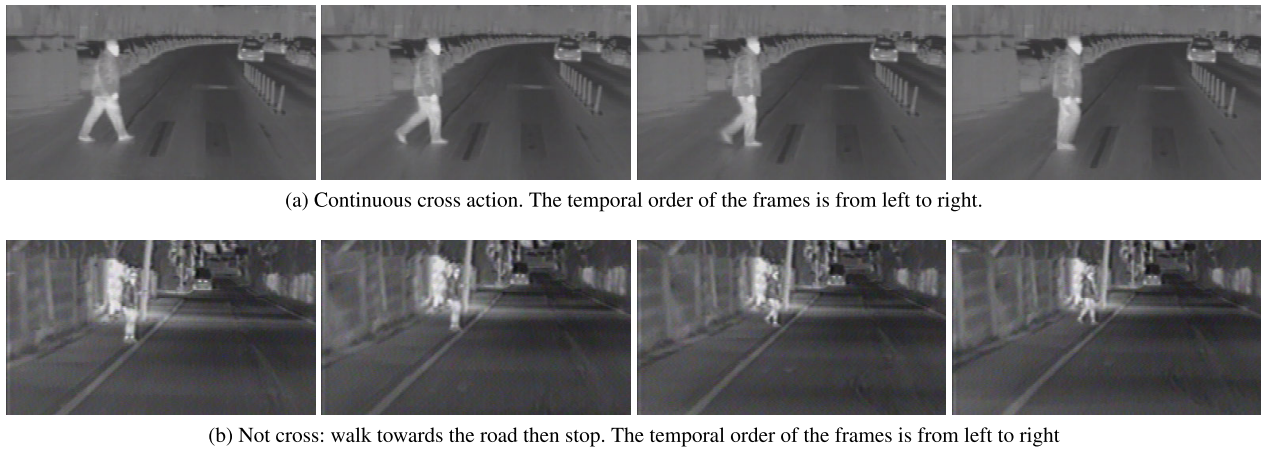 (a) Continuous cross action. The temporal order of the frames is from left to right.
(b) Not cross: walk towards the road then stop. The temporal order of the frames is from left to right